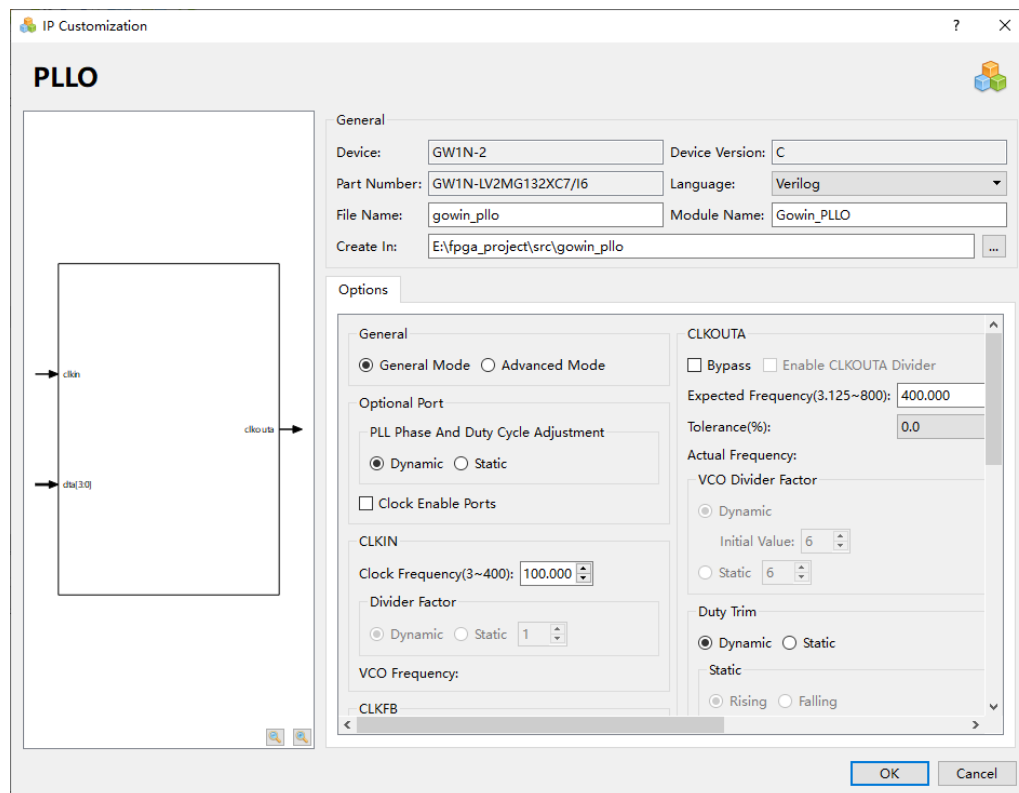 IP Customization
?
PLLO
General
Device: GW1N-2 Device Version: C
Part Number: GW1N-LV2MG132XC7/I6 Language: Verilog
File Name: gowin_pllo Module Name: Gowin_PLLO
Create In: E:\fpga_project\src\gowin_pllo ...
clkin
clkouta
dta[3:0]
Options
General
General Mode Advanced Mode
Optional Port
PLL Phase And Duty Cycle Adjustment
Dynamic Static
Clock Enable Ports
CLKIN
Clock Frequency(3~400): 100.000
Divider Factor
Dynamic Static 1
VCO Frequency:
CLKFB
CLKOUTA
Bypass Enable CLKOUTA Divider
Expected Frequency(3.125~800): 400.000
Tolerance(%): 0.0
Actual Frequency:
VCO Divider Factor
Dynamic
Initial Value: 6
Static 6
Duty Trim
Dynamic Static
Static
Rising Falling
OK Cancel